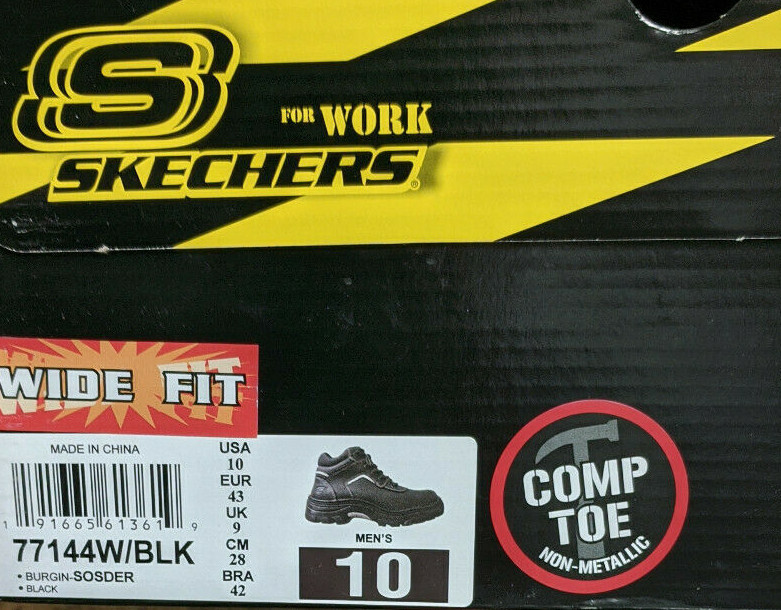 S
FOR WORK
SKECHERS®
WIDE FIT
MADE IN CHINA
1 91665 61361 9
77144W/BLK
• BURGIN-SOSDER
• BLACK
USA
10
EUR
43
UK
9
CM
28
BRA
42
MEN'S
10
COMP
TOE
NON-METALLIC